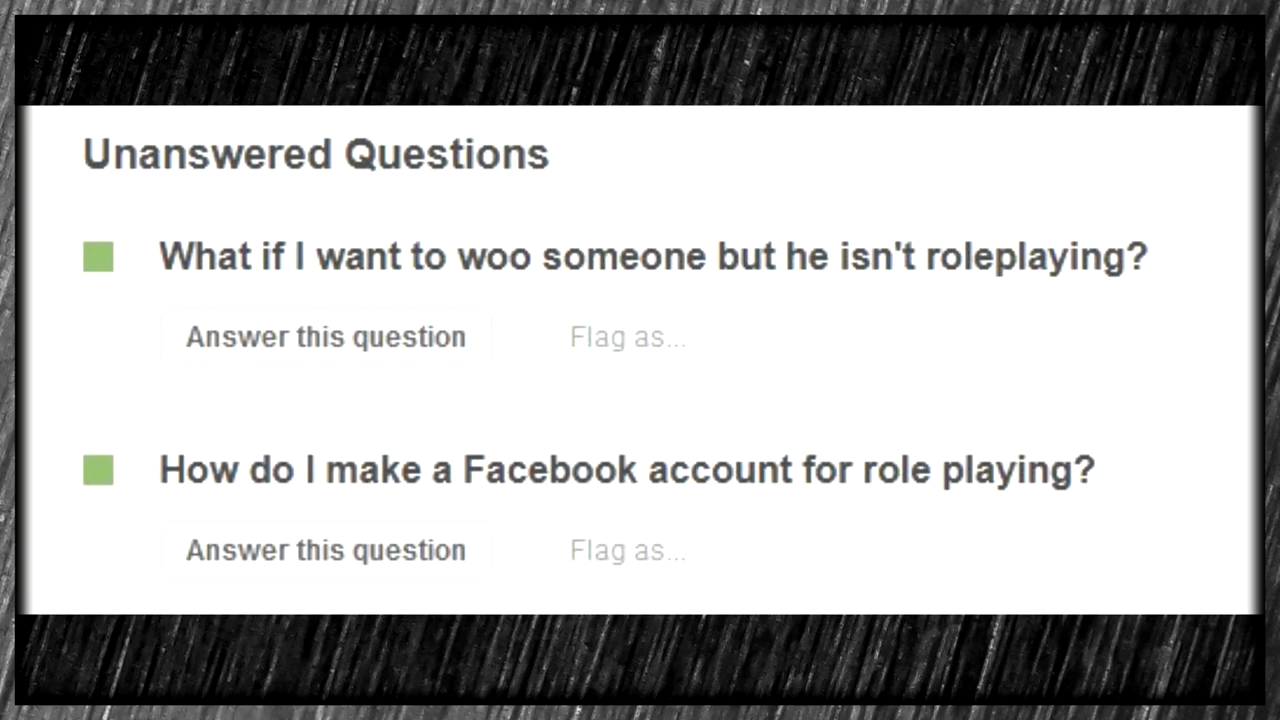 Unanswered Questions
What if I want to woo someone but he isn't roleplaying?
Answer this question Flag as...
How do I make a Facebook account for role playing?
Answer this question Flag as...